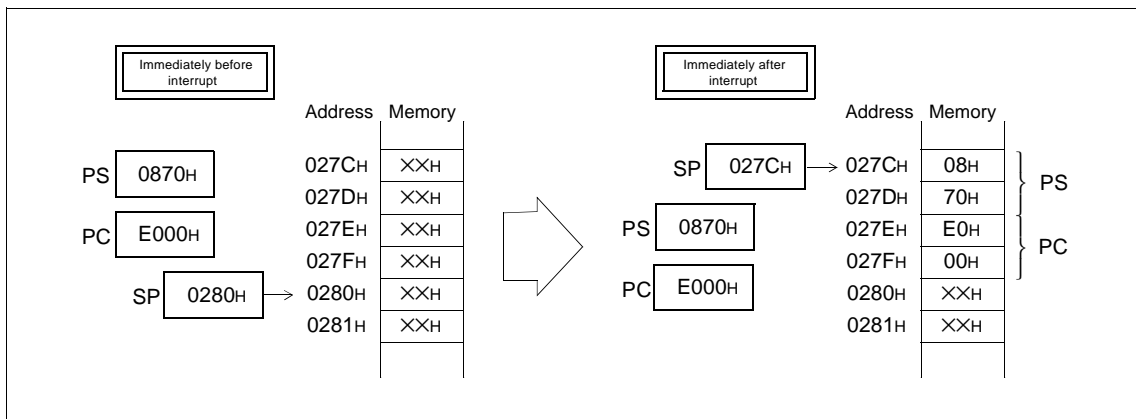 Immediately before
interrupt
Address Memory
PS 0870H
PC E000H
SP 0280H
027CH ××H
027DH ××H
027EH ××H
027FH ××H
0280H ××H
0281H ××H
Immediately after
interrupt
Address Memory
SP 027CH
PS 0870H
PC E000H
027CH 08H
027DH 70H
027EH E0H
027FH 00H
0280H ××H
0281H ××H
PS
PC